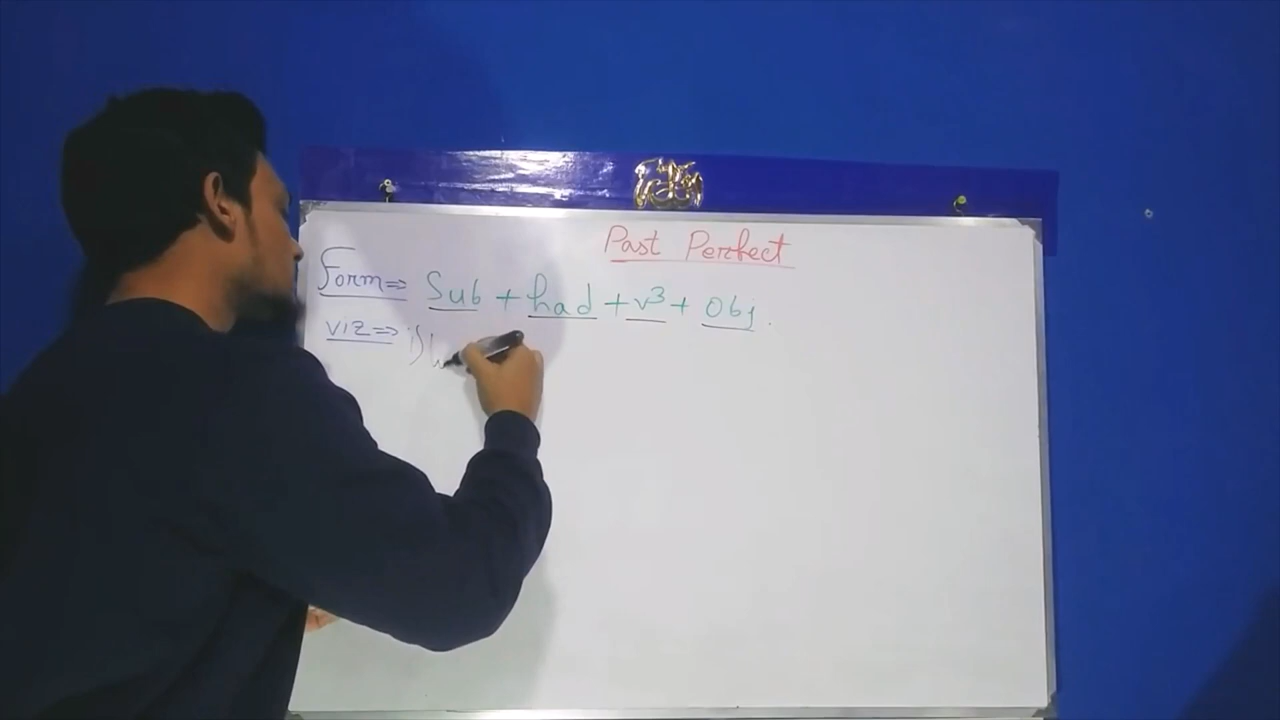 Past Perfect
Form⇒ Sub + had + v³ + Obj.
viz⇒ i)